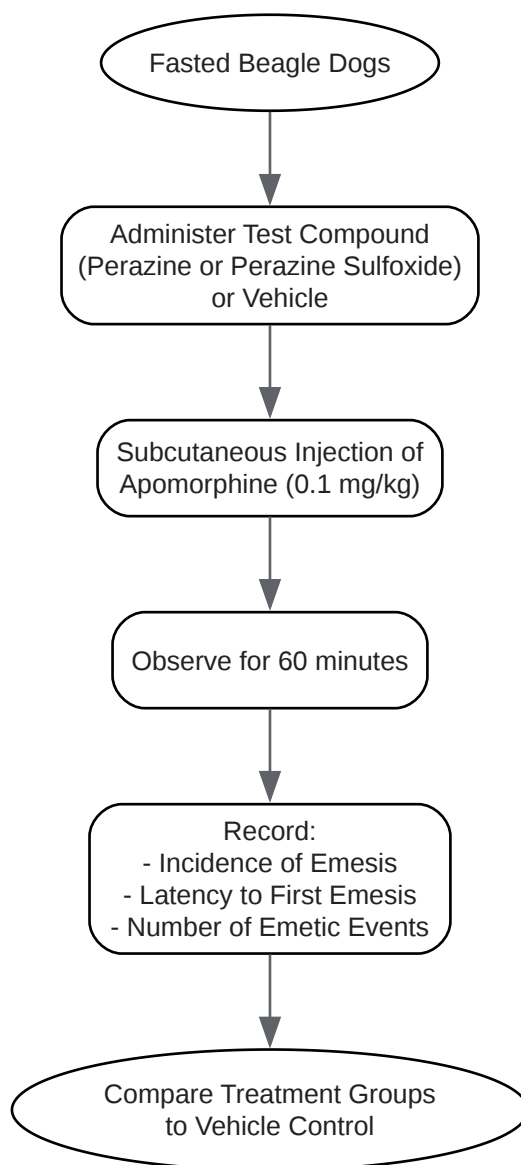 Fasted Beagle Dogs
Administer Test Compound
(Perazine or Perazine Sulfoxide)
or Vehicle
Subcutaneous Injection of
Apomorphine (0.1 mg/kg)
Observe for 60 minutes
Record:
- Incidence of Emesis
- Latency to First Emesis
- Number of Emetic Events
Compare Treatment Groups
to Vehicle Control